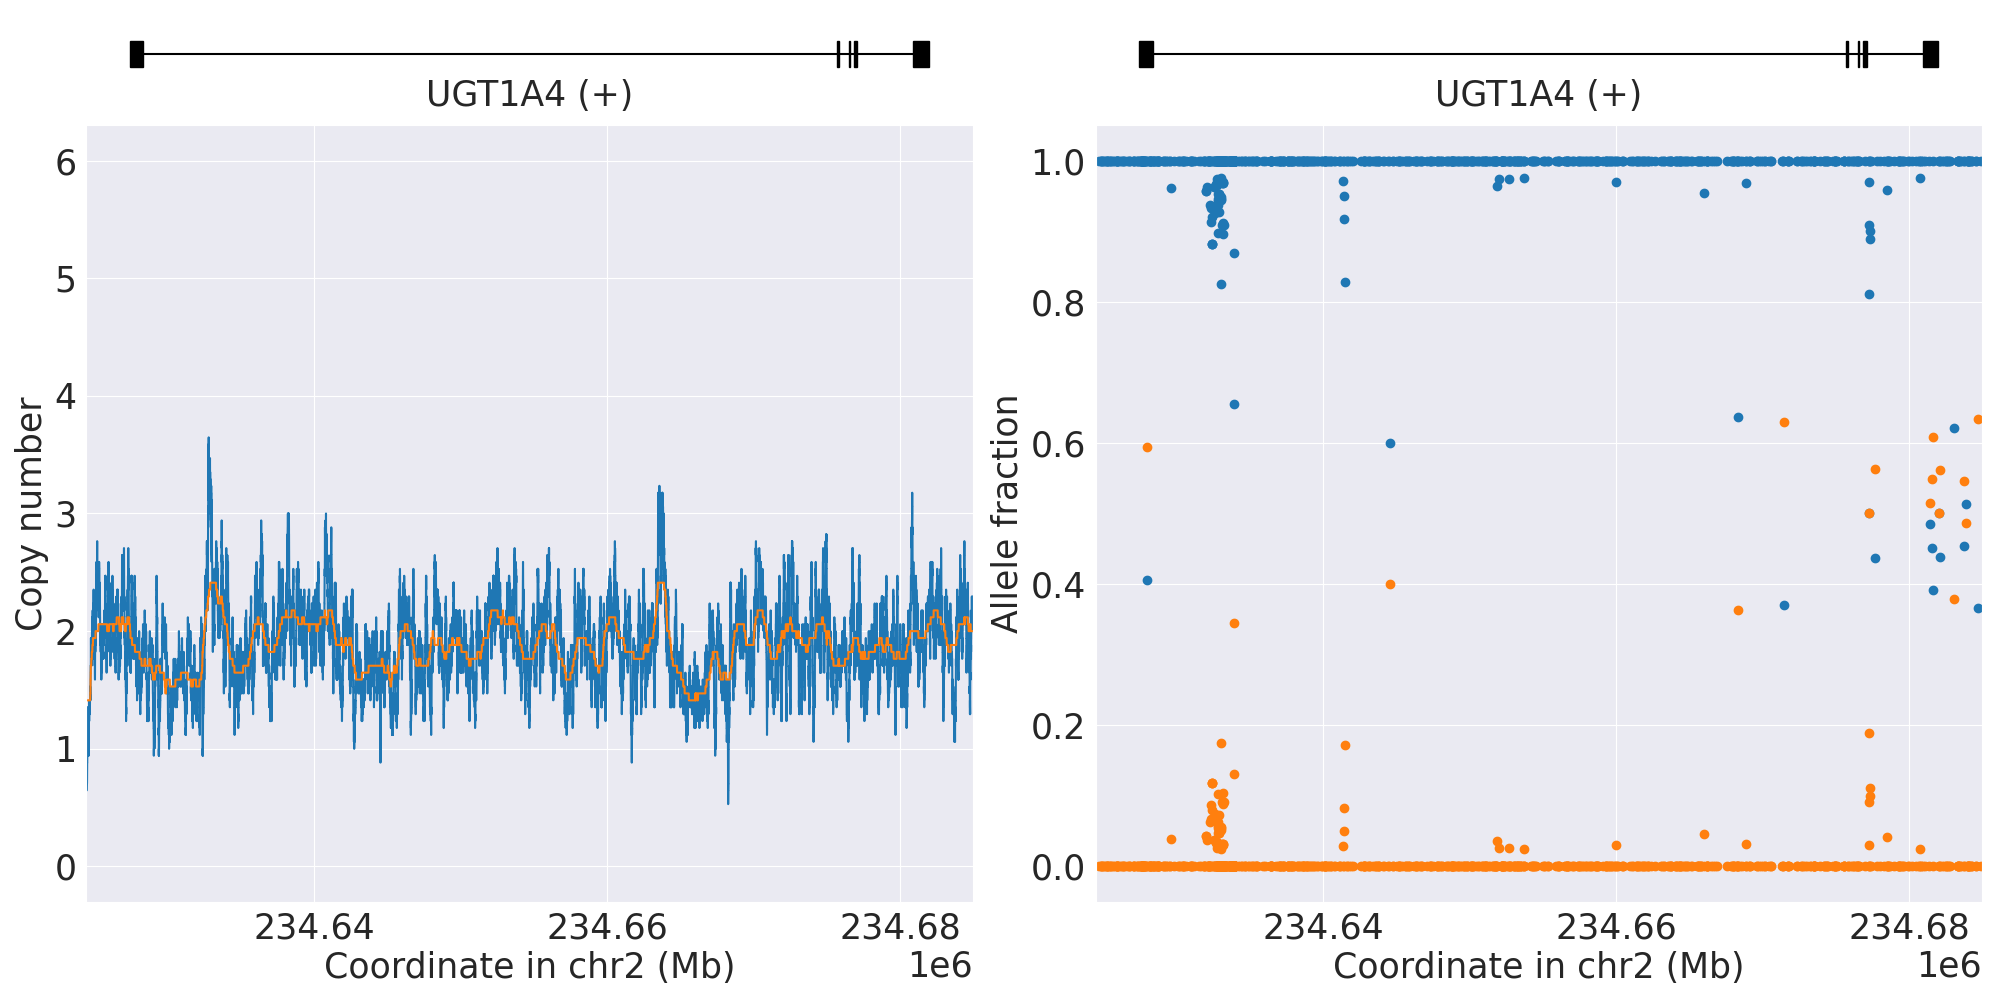 UGT1A4 (+)
6
5
4
3
2
1
0
Copy number
234.64
234.66
234.68
Coordinate in chr2 (Mb)
1e6
UGT1A4 (+)
1.0
0.8
0.6
0.4
0.2
0.0
Allele fraction
234.64
234.66
234.68
Coordinate in chr2 (Mb)
1e6